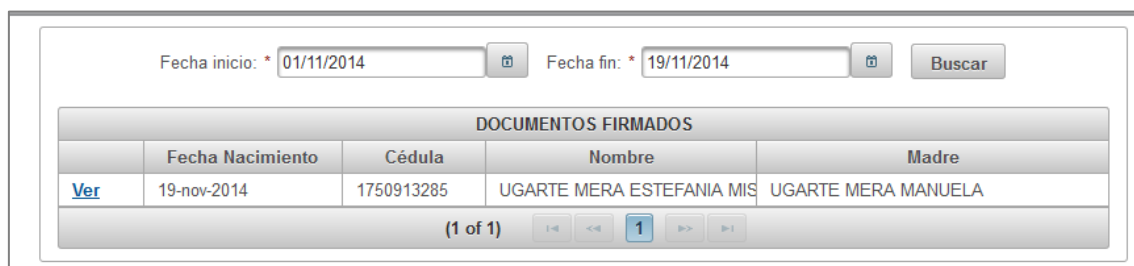 Fecha inicio: * 01/11/2014 Fecha fin: * 19/11/2014 Buscar
DOCUMENTOS FIRMADOS
Fecha Nacimiento Cédula Nombre Madre
Ver 19-nov-2014 1750913285 UGARTE MERA ESTEFANIA MIS UGARTE MERA MANUELA
(1 of 1) 1